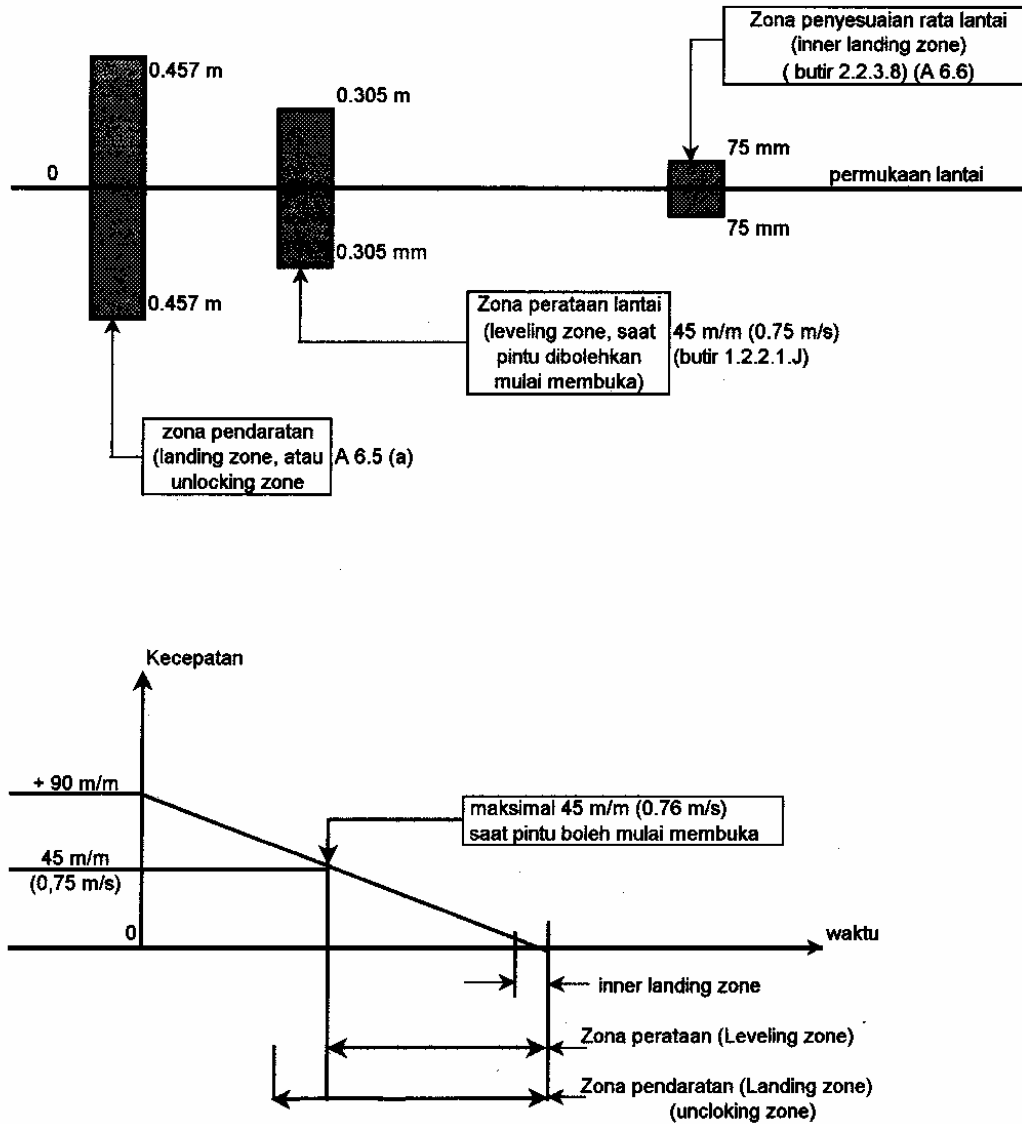 Zona penyesuaian rata lantai
(inner landing zone)
( butir 2.2.3.8) (A 6.6)
0.457 m
0.305 m
0
75 mm
permukaan lantai
75 mm
0.305 mm
0.457 m
Zona perataan lantai
(leveling zone, saat
pintu dibolehkan
mulai membuka)
45 m/m (0.75 m/s)
(butir 1.2.2.1.J)
zona pendaratan
(landing zone, atau
unlocking zone
A 6.5 (a)
Kecepatan
+ 90 m/m
maksimal 45 m/m (0.76 m/s)
saat pintu boleh mulai membuka
45 m/m
(0,75 m/s)
0
waktu
inner landing zone
Zona perataan (Leveling zone)
Zona pendaratan (Landing zone)
(uncloking zone)